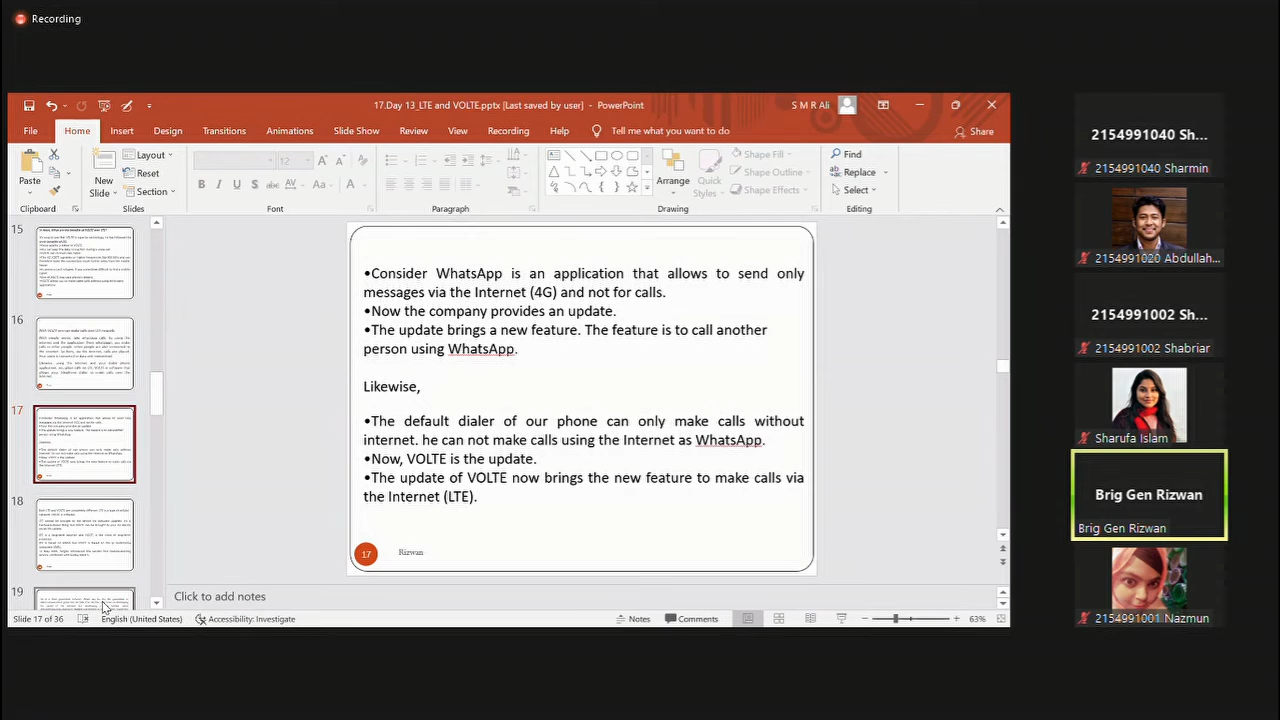 Recording
17.Day 13_LTE and VOLTE.pptx [Last saved by user] - PowerPoint
S M R Ali
File Home Insert Design Transitions Animations Slide Show Review View Recording Help Tell me what you want to do Share
Paste
New
Slide
Layout
Reset
Section
12
B I U S abc AV Aa A
Arrange
Quick
Styles
Shape Fill
Shape Outline
Shape Effects
Find
Replace
Select
Clipboard Slides Font Paragraph Drawing Editing
15
16
17
18
19
•Consider WhatsApp is an application that allows to send only
messages via the Internet (4G) and not for calls.
•Now the company provides an update.
•The update brings a new feature. The feature is to call another
person using WhatsApp.
Likewise,
•The default dialer of our phone can only make calls without
internet. he can not make calls using the Internet as WhatsApp.
•Now, VOLTE is the update.
•The update of VOLTE now brings the new feature to make calls via
the Internet (LTE).
17 Rizwan
Click to add notes
Slide 17 of 36 English (United States) Accessibility: Investigate Notes Comments 63%
2154991040 Sh...
2154991040 Sharmin
2154991020 Abdullah...
2154991002 Sh...
2154991002 Shabriar
Sharufa Islam
Brig Gen Rizwan
Brig Gen Rizwan
2154991001 Nazmun